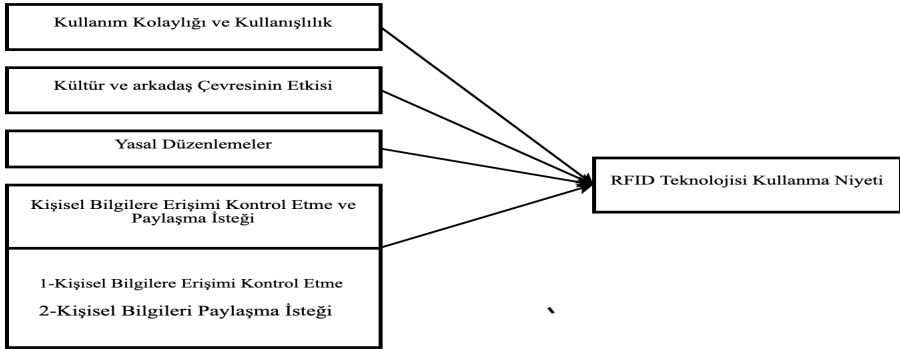 Kullanım Kolaylığı ve Kullanışlılık
Kültür ve arkadaş Çevresinin Etkisi
Yasal Düzenlemeler
Kişisel Bilgilere Erişimi Kontrol Etme ve
Paylaşma İsteği
1-Kişisel Bilgilere Erişimi Kontrol Etme
2-Kişisel Bilgileri Paylaşma İsteği
RFID Teknolojisi Kullanma Niyeti